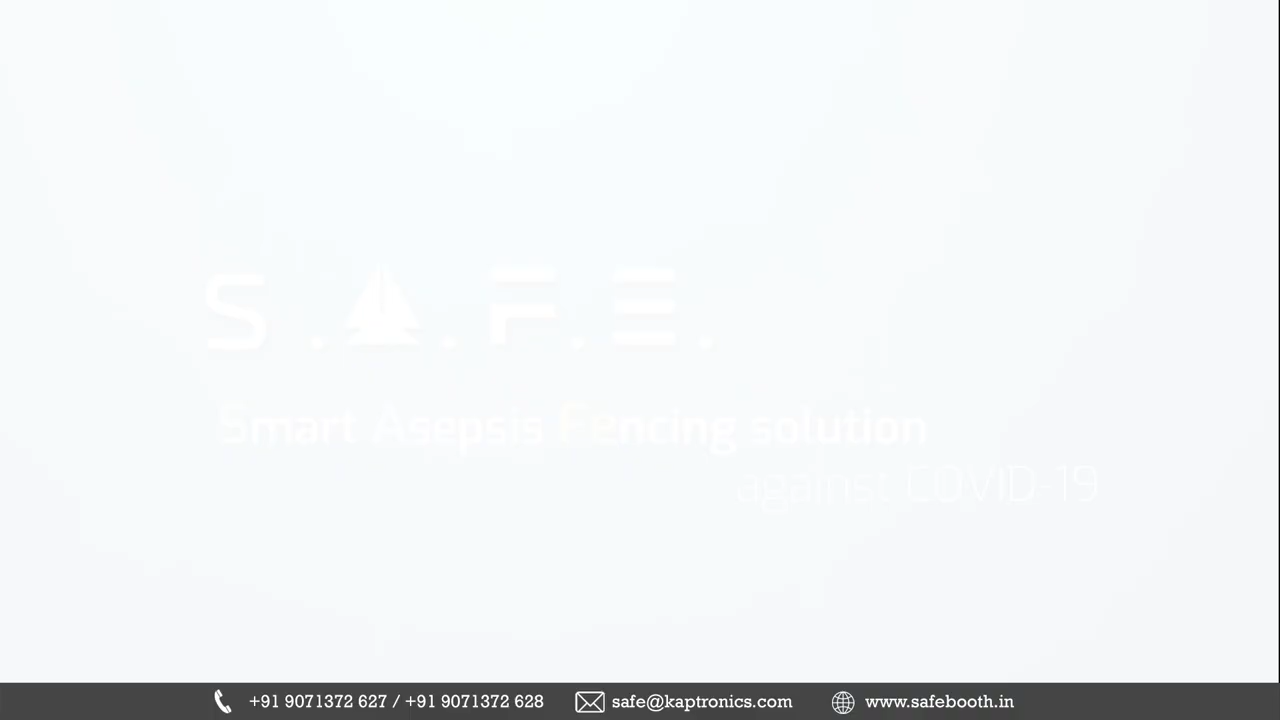 S.A.F.E.
Smart Asepsis Fencing solution
against COVID-19
+91 9071372 627 / +91 9071372 628 safe@kaptronics.com www.safebooth.in